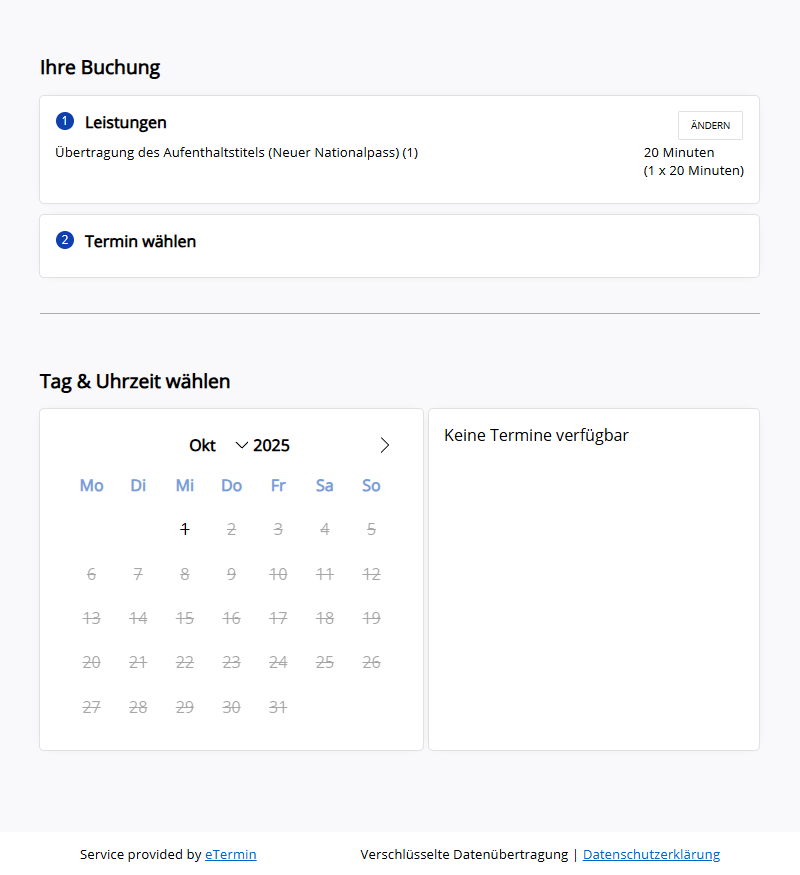 Ihre Buchung
1 Leistungen ÄNDERN
Übertragung des Aufenthaltstitels (Neuer Nationalpass) (1) 20 Minuten
(1 x 20 Minuten)
2 Termin wählen
Tag & Uhrzeit wählen
Okt 2025
Keine Termine verfügbar
Mo Di Mi Do Fr Sa So
1 2 3 4 5
6 7 8 9 10 11 12
13 14 15 16 17 18 19
20 21 22 23 24 25 26
27 28 29 30 31
Service provided by eTermin Verschlüsselte Datenübertragung | Datenschutzerklärung